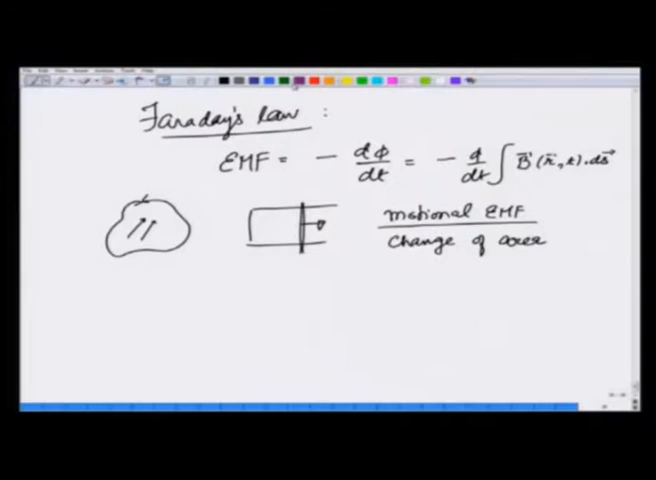 Faraday's law :
EMF = - dφ/dt = - d/dt ∫ B⃗ (r⃗, t) . ds⃗
motional EMF
Change of area